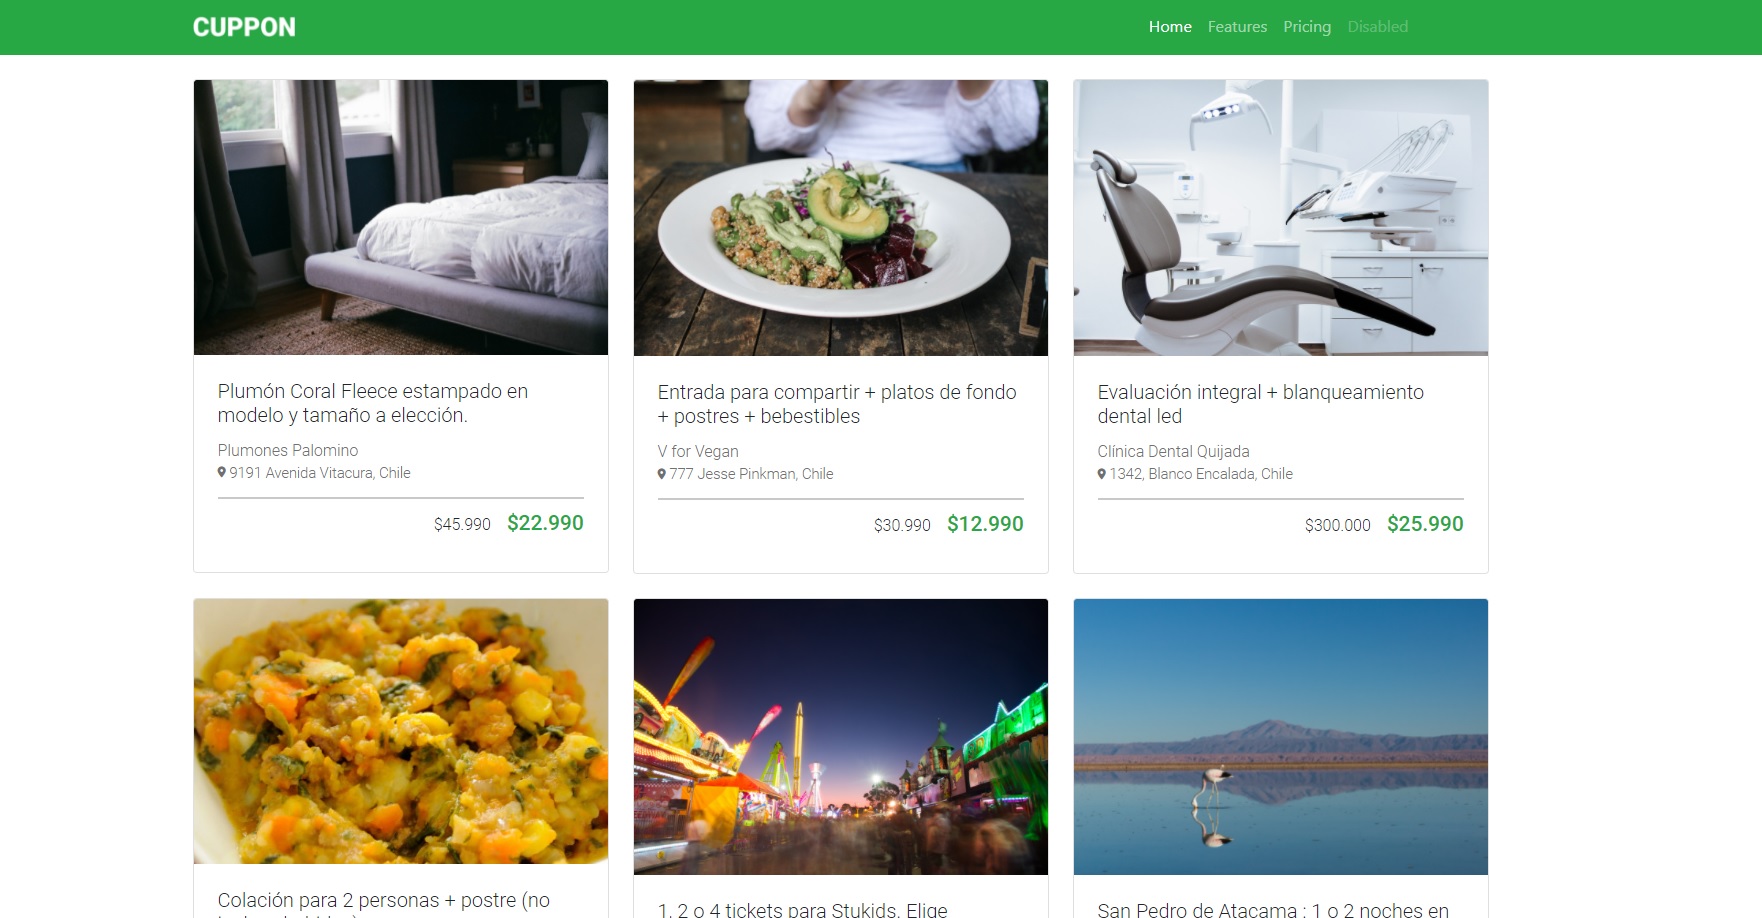 CUPPON
Home Features Pricing Disabled
Plumón Coral Fleece estampado en
modelo y tamaño a elección.
Plumones Palomino
9191 Avenida Vitacura, Chile
$45.990 $22.990
Entrada para compartir + platos de fondo
+ postres + bebestibles
V for Vegan
777 Jesse Pinkman, Chile
$30.990 $12.990
Evaluación integral + blanqueamiento
dental led
Clínica Dental Quijada
1342, Blanco Encalada, Chile
$300.000 $25.990
Colación para 2 personas + postre (no
1, 2 o 4 tickets para Stukids. Elige
San Pedro de Atacama : 1 o 2 noches en